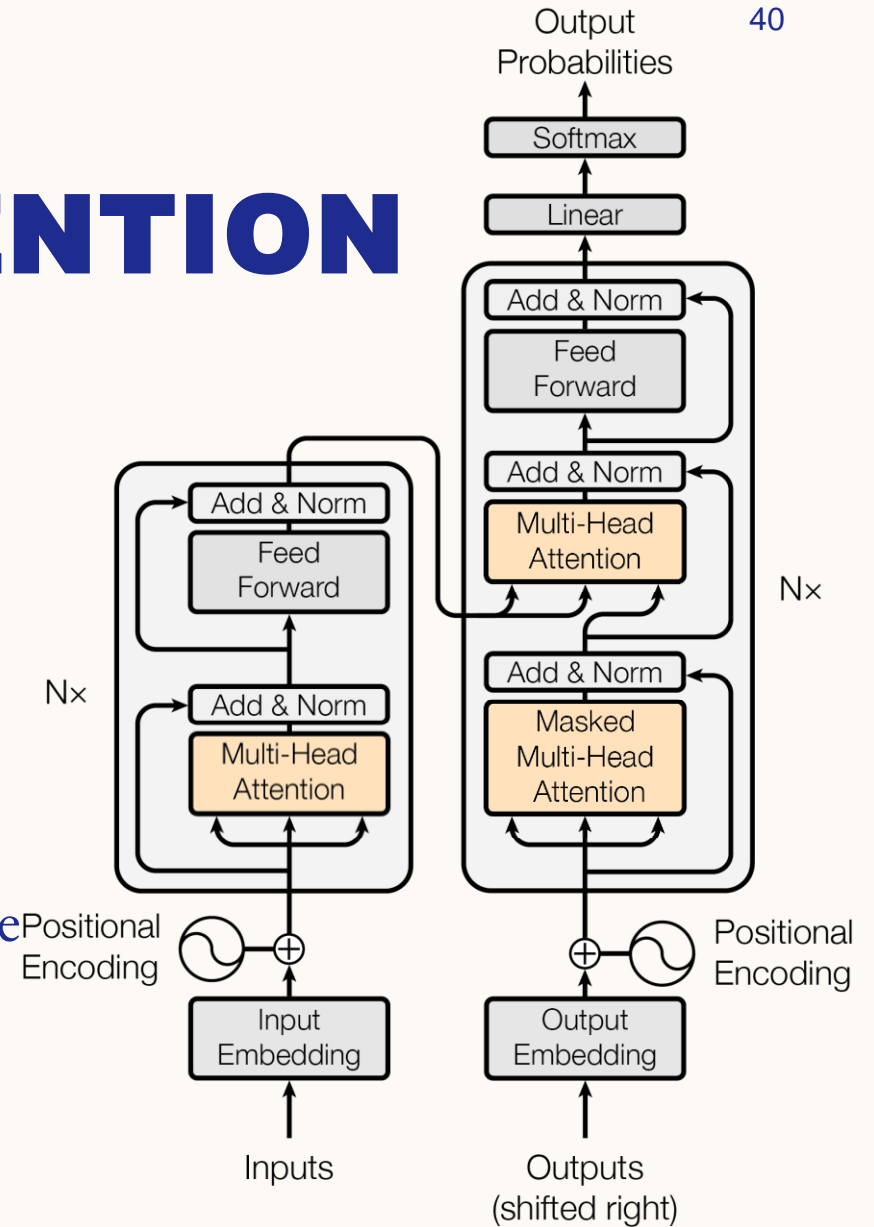 40
ENTION
Output
Probabilities
Softmax
Linear
Add & Norm
Feed
Forward
Add & Norm
Multi-Head
Attention
Nx
Add & Norm
Masked
Multi-Head
Attention
Add & Norm
Feed
Forward
Nx
Add & Norm
Multi-Head
Attention
e
Positional
Encoding
Positional
Encoding
Input
Embedding
Output
Embedding
Inputs
Outputs
(shifted right)